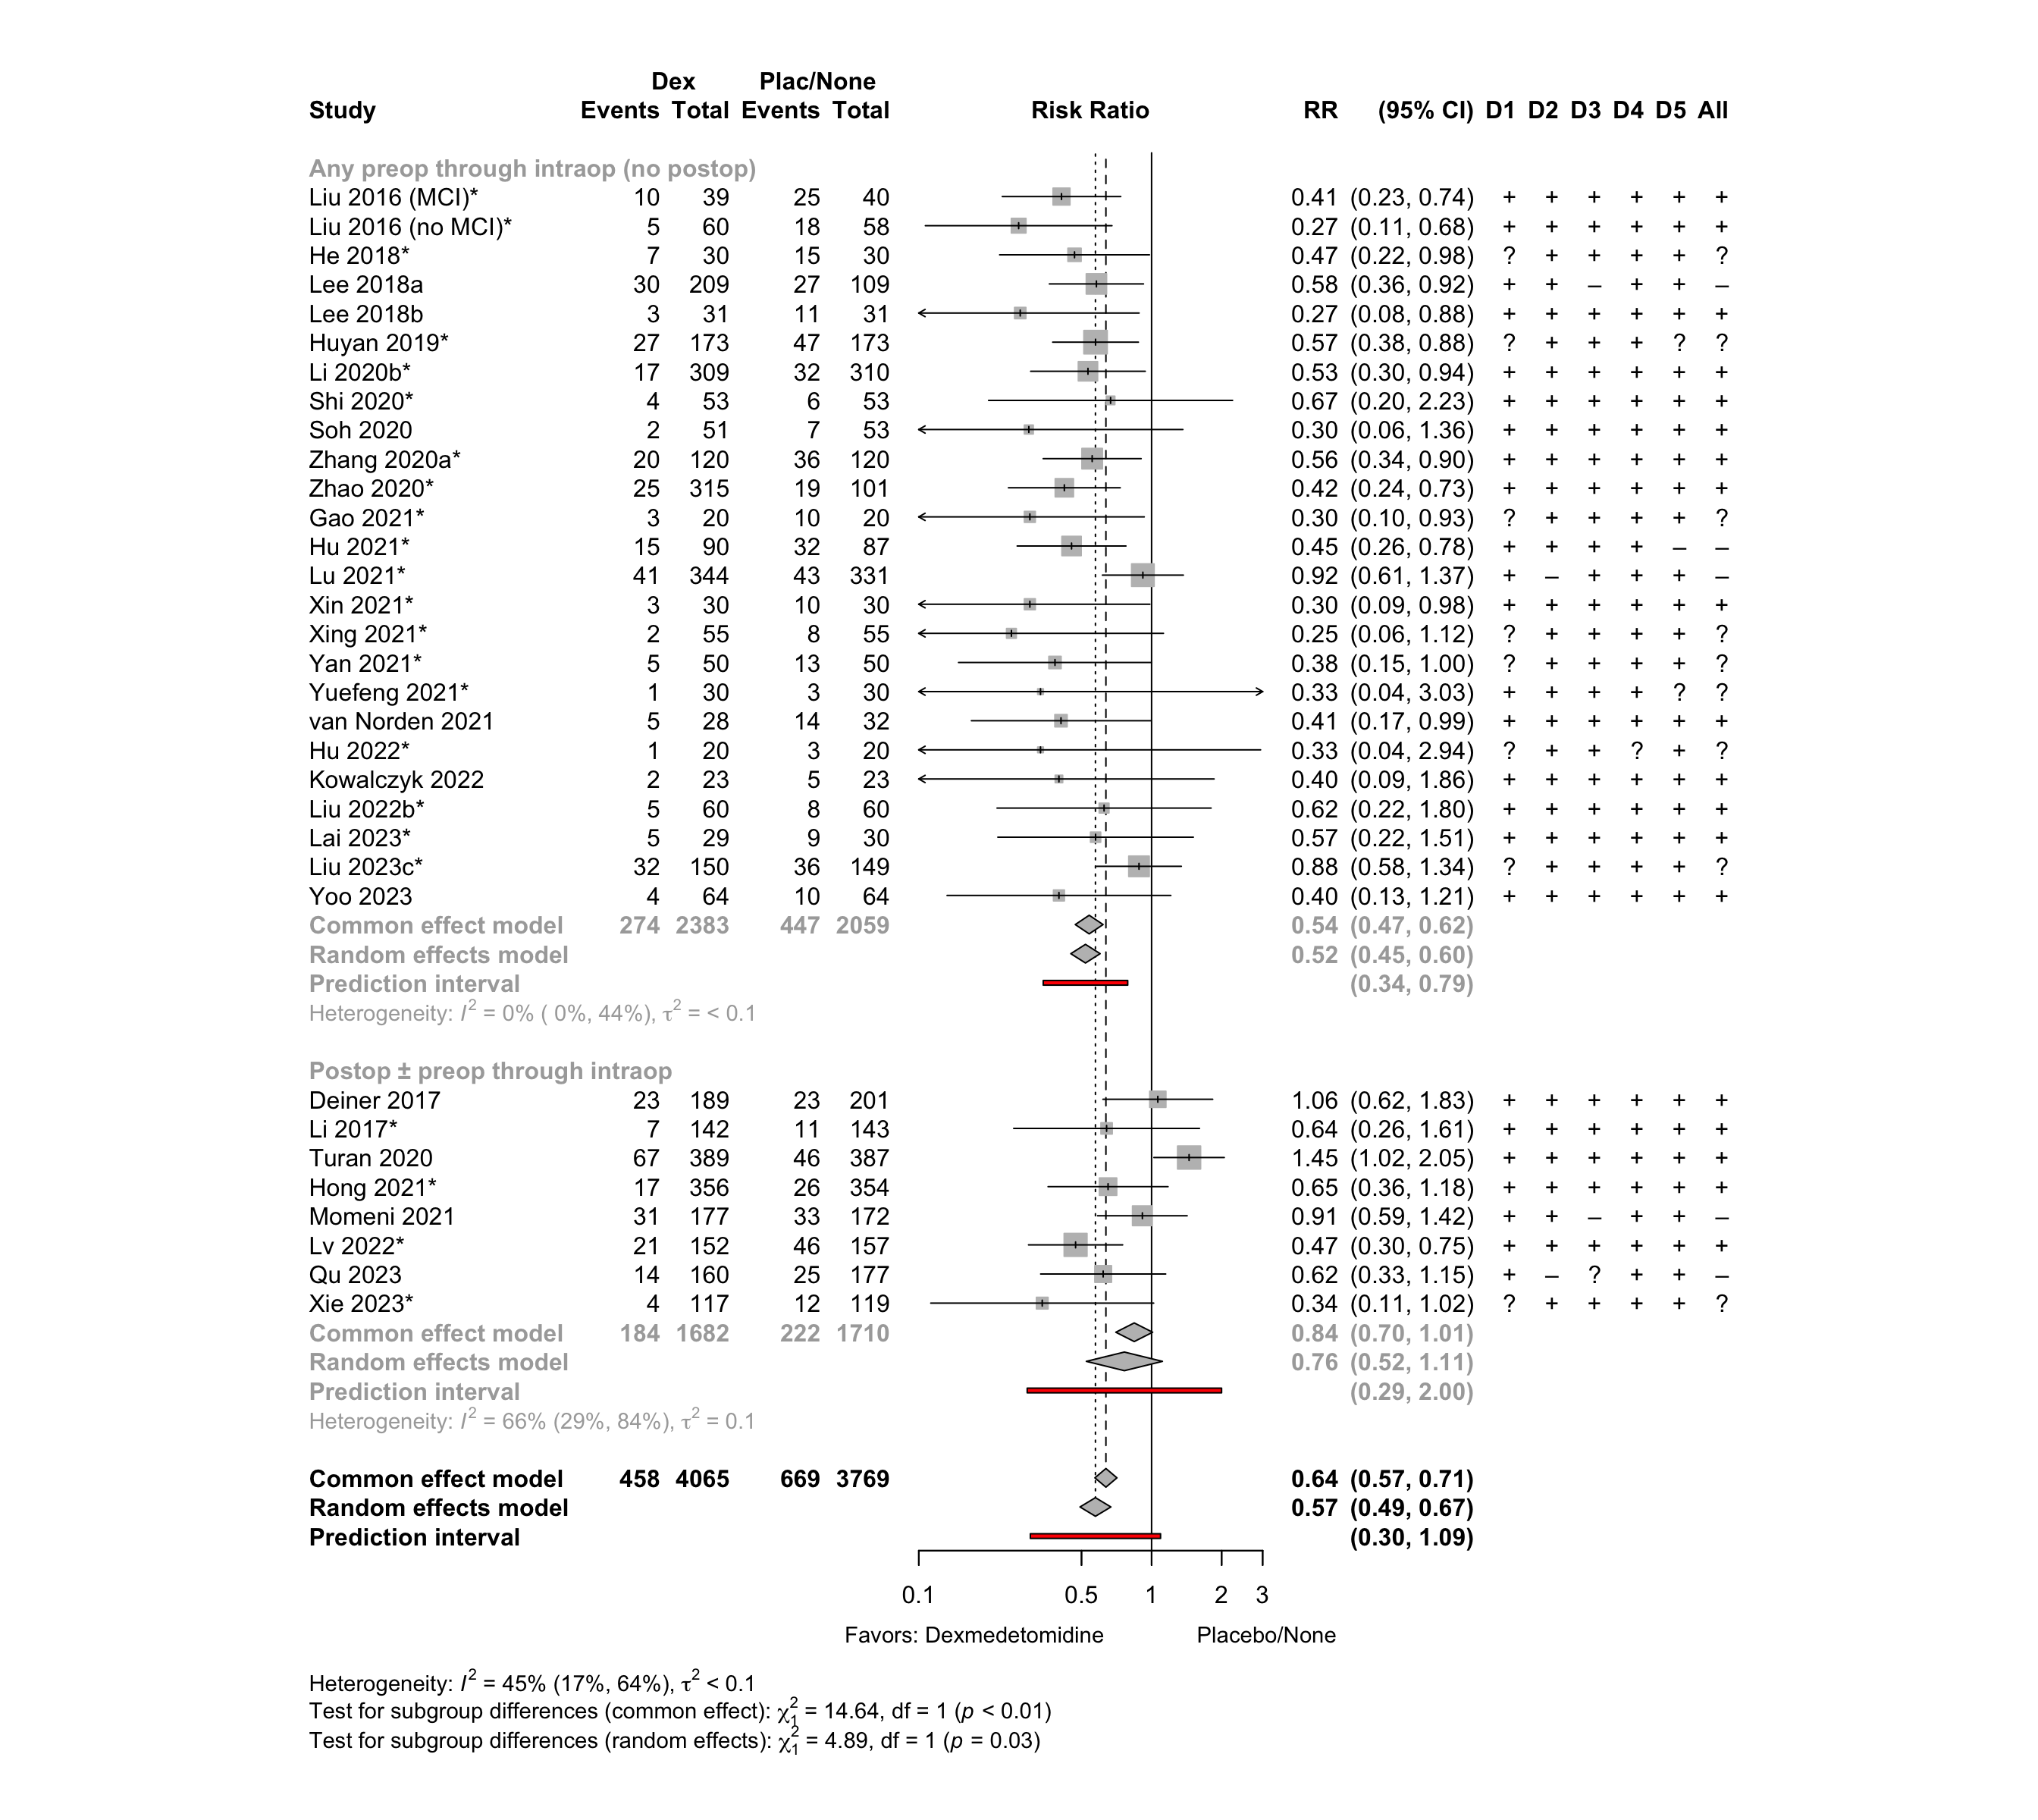 Dex Plac/None
Study Events Total Events Total Risk Ratio RR (95% CI) D1 D2 D3 D4 D5 All
Any preop through intraop (no postop)
Liu 2016 (MCI)* 10 39 25 40 0.41 (0.23, 0.74) + + + + + +
Liu 2016 (no MCI)* 5 60 18 58 0.27 (0.11, 0.68) + + + + + +
He 2018* 7 30 15 30 0.47 (0.22, 0.98) ? + + + + ?
Lee 2018a 30 209 27 109 0.58 (0.36, 0.92) + + – + + –
Lee 2018b 3 31 11 31 0.27 (0.08, 0.88) + + + + + +
Huyan 2019* 27 173 47 173 0.57 (0.38, 0.88) ? + + + ? ?
Li 2020b* 17 309 32 310 0.53 (0.30, 0.94) + + + + + +
Shi 2020* 4 53 6 53 0.67 (0.20, 2.23) + + + + + +
Soh 2020 2 51 7 53 0.30 (0.06, 1.36) + + + + + +
Zhang 2020a* 20 120 36 120 0.56 (0.34, 0.90) + + + + + +
Zhao 2020* 25 315 19 101 0.42 (0.24, 0.73) + + + + + +
Gao 2021* 3 20 10 20 0.30 (0.10, 0.93) ? + + + + ?
Hu 2021* 15 90 32 87 0.45 (0.26, 0.78) + + + + – –
Lu 2021* 41 344 43 331 0.92 (0.61, 1.37) + – + + + –
Xin 2021* 3 30 10 30 0.30 (0.09, 0.98) + + + + + +
Xing 2021* 2 55 8 55 0.25 (0.06, 1.12) ? + + + + ?
Yan 2021* 5 50 13 50 0.38 (0.15, 1.00) ? + + + + ?
Yuefeng 2021* 1 30 3 30 0.33 (0.04, 3.03) + + + + ? ?
van Norden 2021 5 28 14 32 0.41 (0.17, 0.99) + + + + + +
Hu 2022* 1 20 3 20 0.33 (0.04, 2.94) ? + + ? + ?
Kowalczyk 2022 2 23 5 23 0.40 (0.09, 1.86) + + + + + +
Liu 2022b* 5 60 8 60 0.62 (0.22, 1.80) + + + + + +
Lai 2023* 5 29 9 30 0.57 (0.22, 1.51) + + + + + +
Liu 2023c* 32 150 36 149 0.88 (0.58, 1.34) ? + + + + ?
Yoo 2023 4 64 10 64 0.40 (0.13, 1.21) + + + + + +
Common effect model 274 2383 447 2059 0.54 (0.47, 0.62)
Random effects model 0.52 (0.45, 0.60)
Prediction interval (0.34, 0.79)
Heterogeneity: I² = 0% ( 0%, 44%), τ² = < 0.1
Postop ± preop through intraop
Deiner 2017 23 189 23 201 1.06 (0.62, 1.83) + + + + + +
Li 2017* 7 142 11 143 0.64 (0.26, 1.61) + + + + + +
Turan 2020 67 389 46 387 1.45 (1.02, 2.05) + + + + + +
Hong 2021* 17 356 26 354 0.65 (0.36, 1.18) + + + + + +
Momeni 2021 31 177 33 172 0.91 (0.59, 1.42) + + – + + –
Lv 2022* 21 152 46 157 0.47 (0.30, 0.75) + + + + + +
Qu 2023 14 160 25 177 0.62 (0.33, 1.15) + – ? + + –
Xie 2023* 4 117 12 119 0.34 (0.11, 1.02) ? + + + + ?
Common effect model 184 1682 222 1710 0.84 (0.70, 1.01)
Random effects model 0.76 (0.52, 1.11)
Prediction interval (0.29, 2.00)
Heterogeneity: I² = 66% (29%, 84%), τ² = 0.1
Common effect model 458 4065 669 3769 0.64 (0.57, 0.71)
Random effects model 0.57 (0.49, 0.67)
Prediction interval (0.30, 1.09)
0.1 0.5 1 2 3
Favors: Dexmedetomidine Placebo/None
Heterogeneity: I² = 45% (17%, 64%), τ² < 0.1
Test for subgroup differences (common effect): χ₁² = 14.64, df = 1 (p < 0.01)
Test for subgroup differences (random effects): χ₁² = 4.89, df = 1 (p = 0.03)